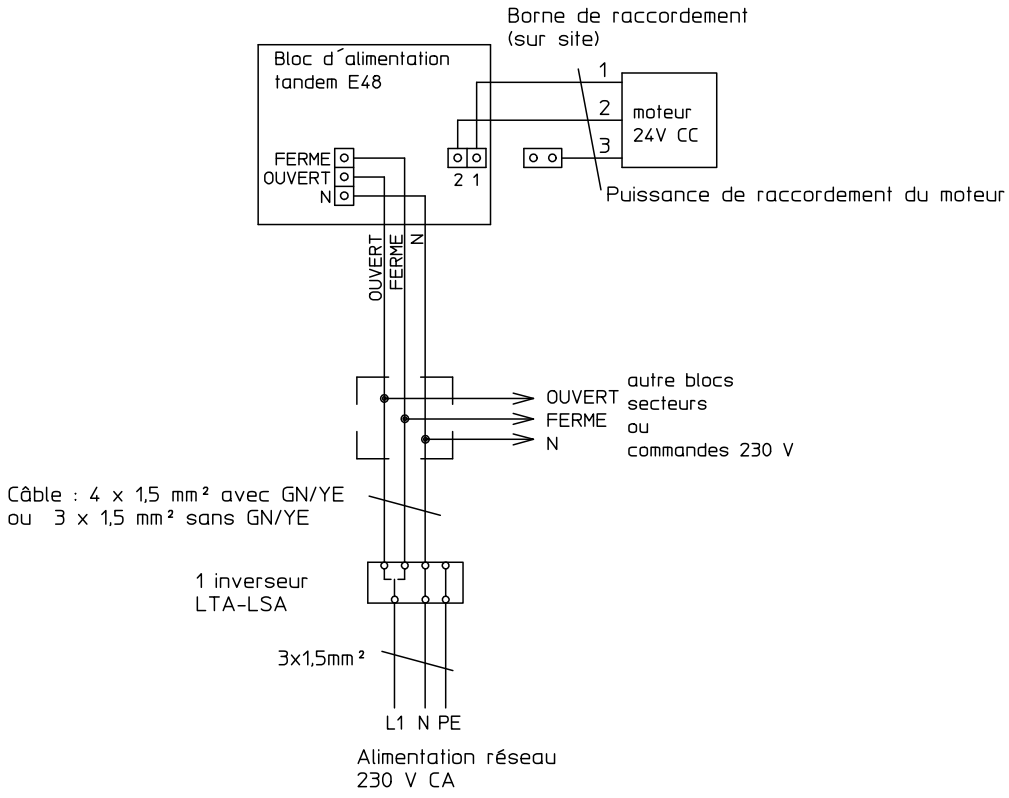 Borne de raccordement
(sur site)
Bloc d´alimentation
tandem E48
1
2
3
moteur
24V CC
FERME
OUVERT
N
2 1
Puissance de raccordement du moteur
OUVERT
FERME
N
OUVERT
FERME
N
autre blocs
secteurs
ou
commandes 230 V
Câble : 4 x 1,5 mm² avec GN/YE
ou 3 x 1,5 mm² sans GN/YE
1 inverseur
LTA-LSA
3x1,5mm²
L1 N PE
Alimentation réseau
230 V CA